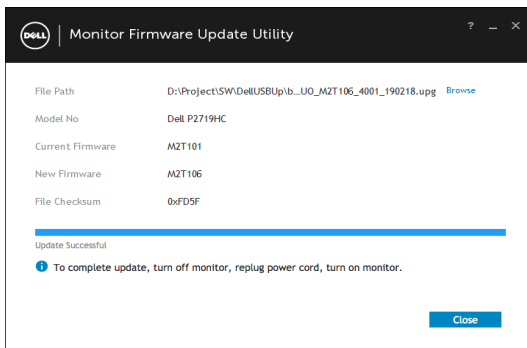 DELL Monitor Firmware Update Utility ? _ ×
File Path D:\Project\SW\DellUSBUp\b...UO_M2T106_4001_190218.upg Browse
Model No Dell P2719HC
Current Firmware M2T101
New Firmware M2T106
File Checksum 0xFD5F
Update Successful
i To complete update, turn off monitor, replug power cord, turn on monitor.
Close